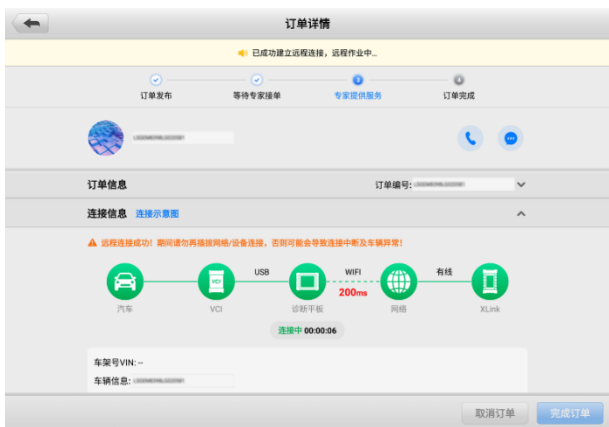 订单详情
已成功建立远程连接，远程作业中...
3 4
订单发布 等待专家接单 专家提供服务 订单完成
订单信息 订单编号:
连接信息 连接示意图
远程连接成功！期间请勿再插拔网络/设备连接，否则可能会导致连接中断及车辆异常！
USB WIFI 有线
VCI
200ms
汽车 VCI 诊断平板 网络 XLink
连接中 00:00:06
车架号VIN: --
车辆信息:
取消订单 完成订单